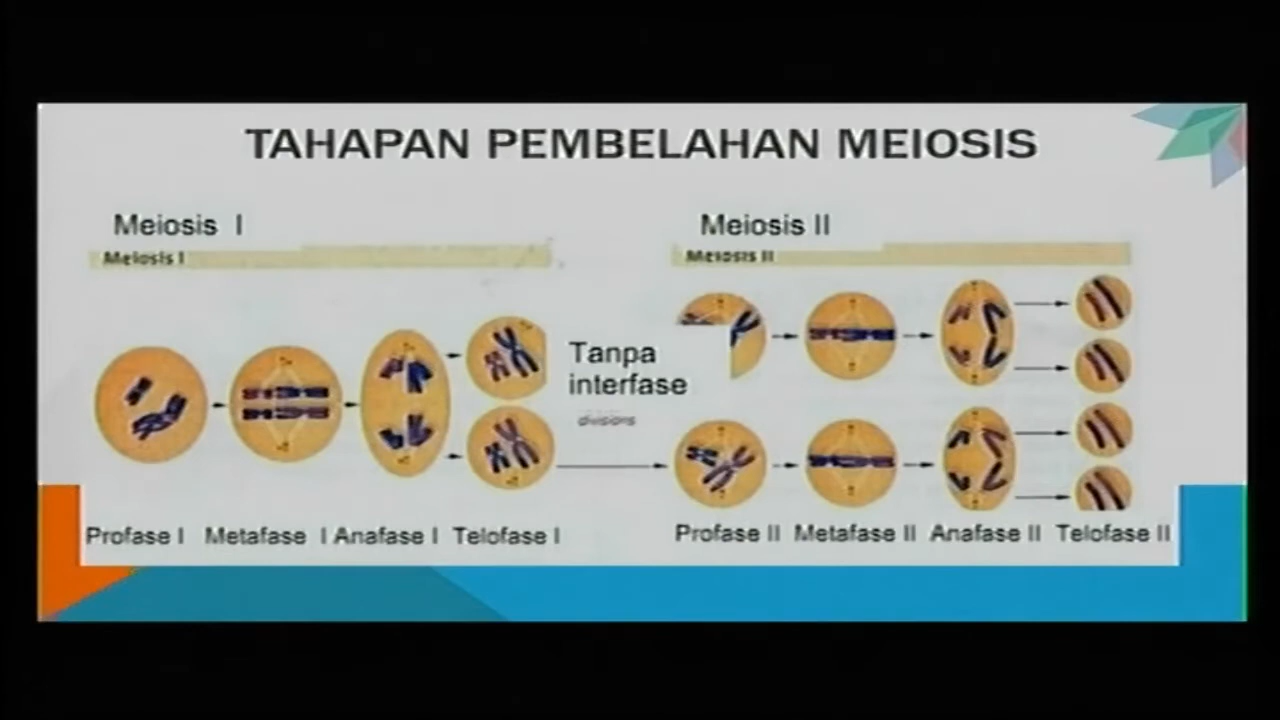 TAHAPAN PEMBELAHAN MEIOSIS
Meiosis I
Meiosis I
Tanpa
interfase
divisions
Profase I Metafase I Anafase I Telofase I
Meiosis II
Meiosis II
Profase II Metafase II Anafase II Telofase II